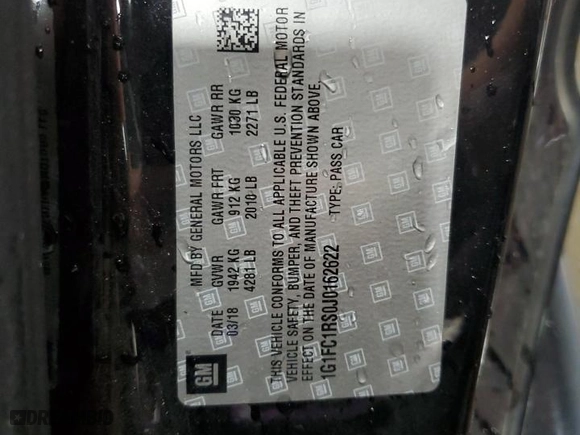 MFD BY GENERAL MOTORS LLC
DATE GVWR GAWR FRT GAWR RR
03/18 1942 KG 912 KG 1030 KG
4281 LB 2010 LB 2271 LB
THIS VEHICLE CONFORMS TO ALL APPLICABLE U.S. FEDERAL MOTOR
VEHICLE SAFETY, BUMPER, AND THEFT PREVENTION STANDARDS IN
EFFECT ON THE DATE OF MANUFACTURE SHOWN ABOVE.
1G1FC1RS0J0162622 TYPE: PASS CAR
GM